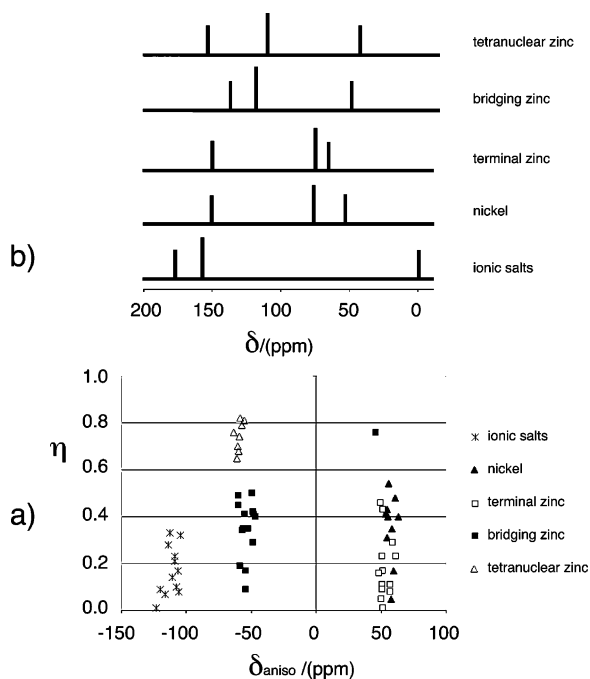 tetranuclear zinc
bridging zinc
terminal zinc
nickel
b)
ionic salts
200 150 100 50 0
δ/(ppm)
1.0
0.8
η
ionic salts
0.6
nickel
terminal zinc
a)
0.4
bridging zinc
0.2
tetranuclear zinc
0.0
-150 -100 -50 0 50 100
δaniso /(ppm)